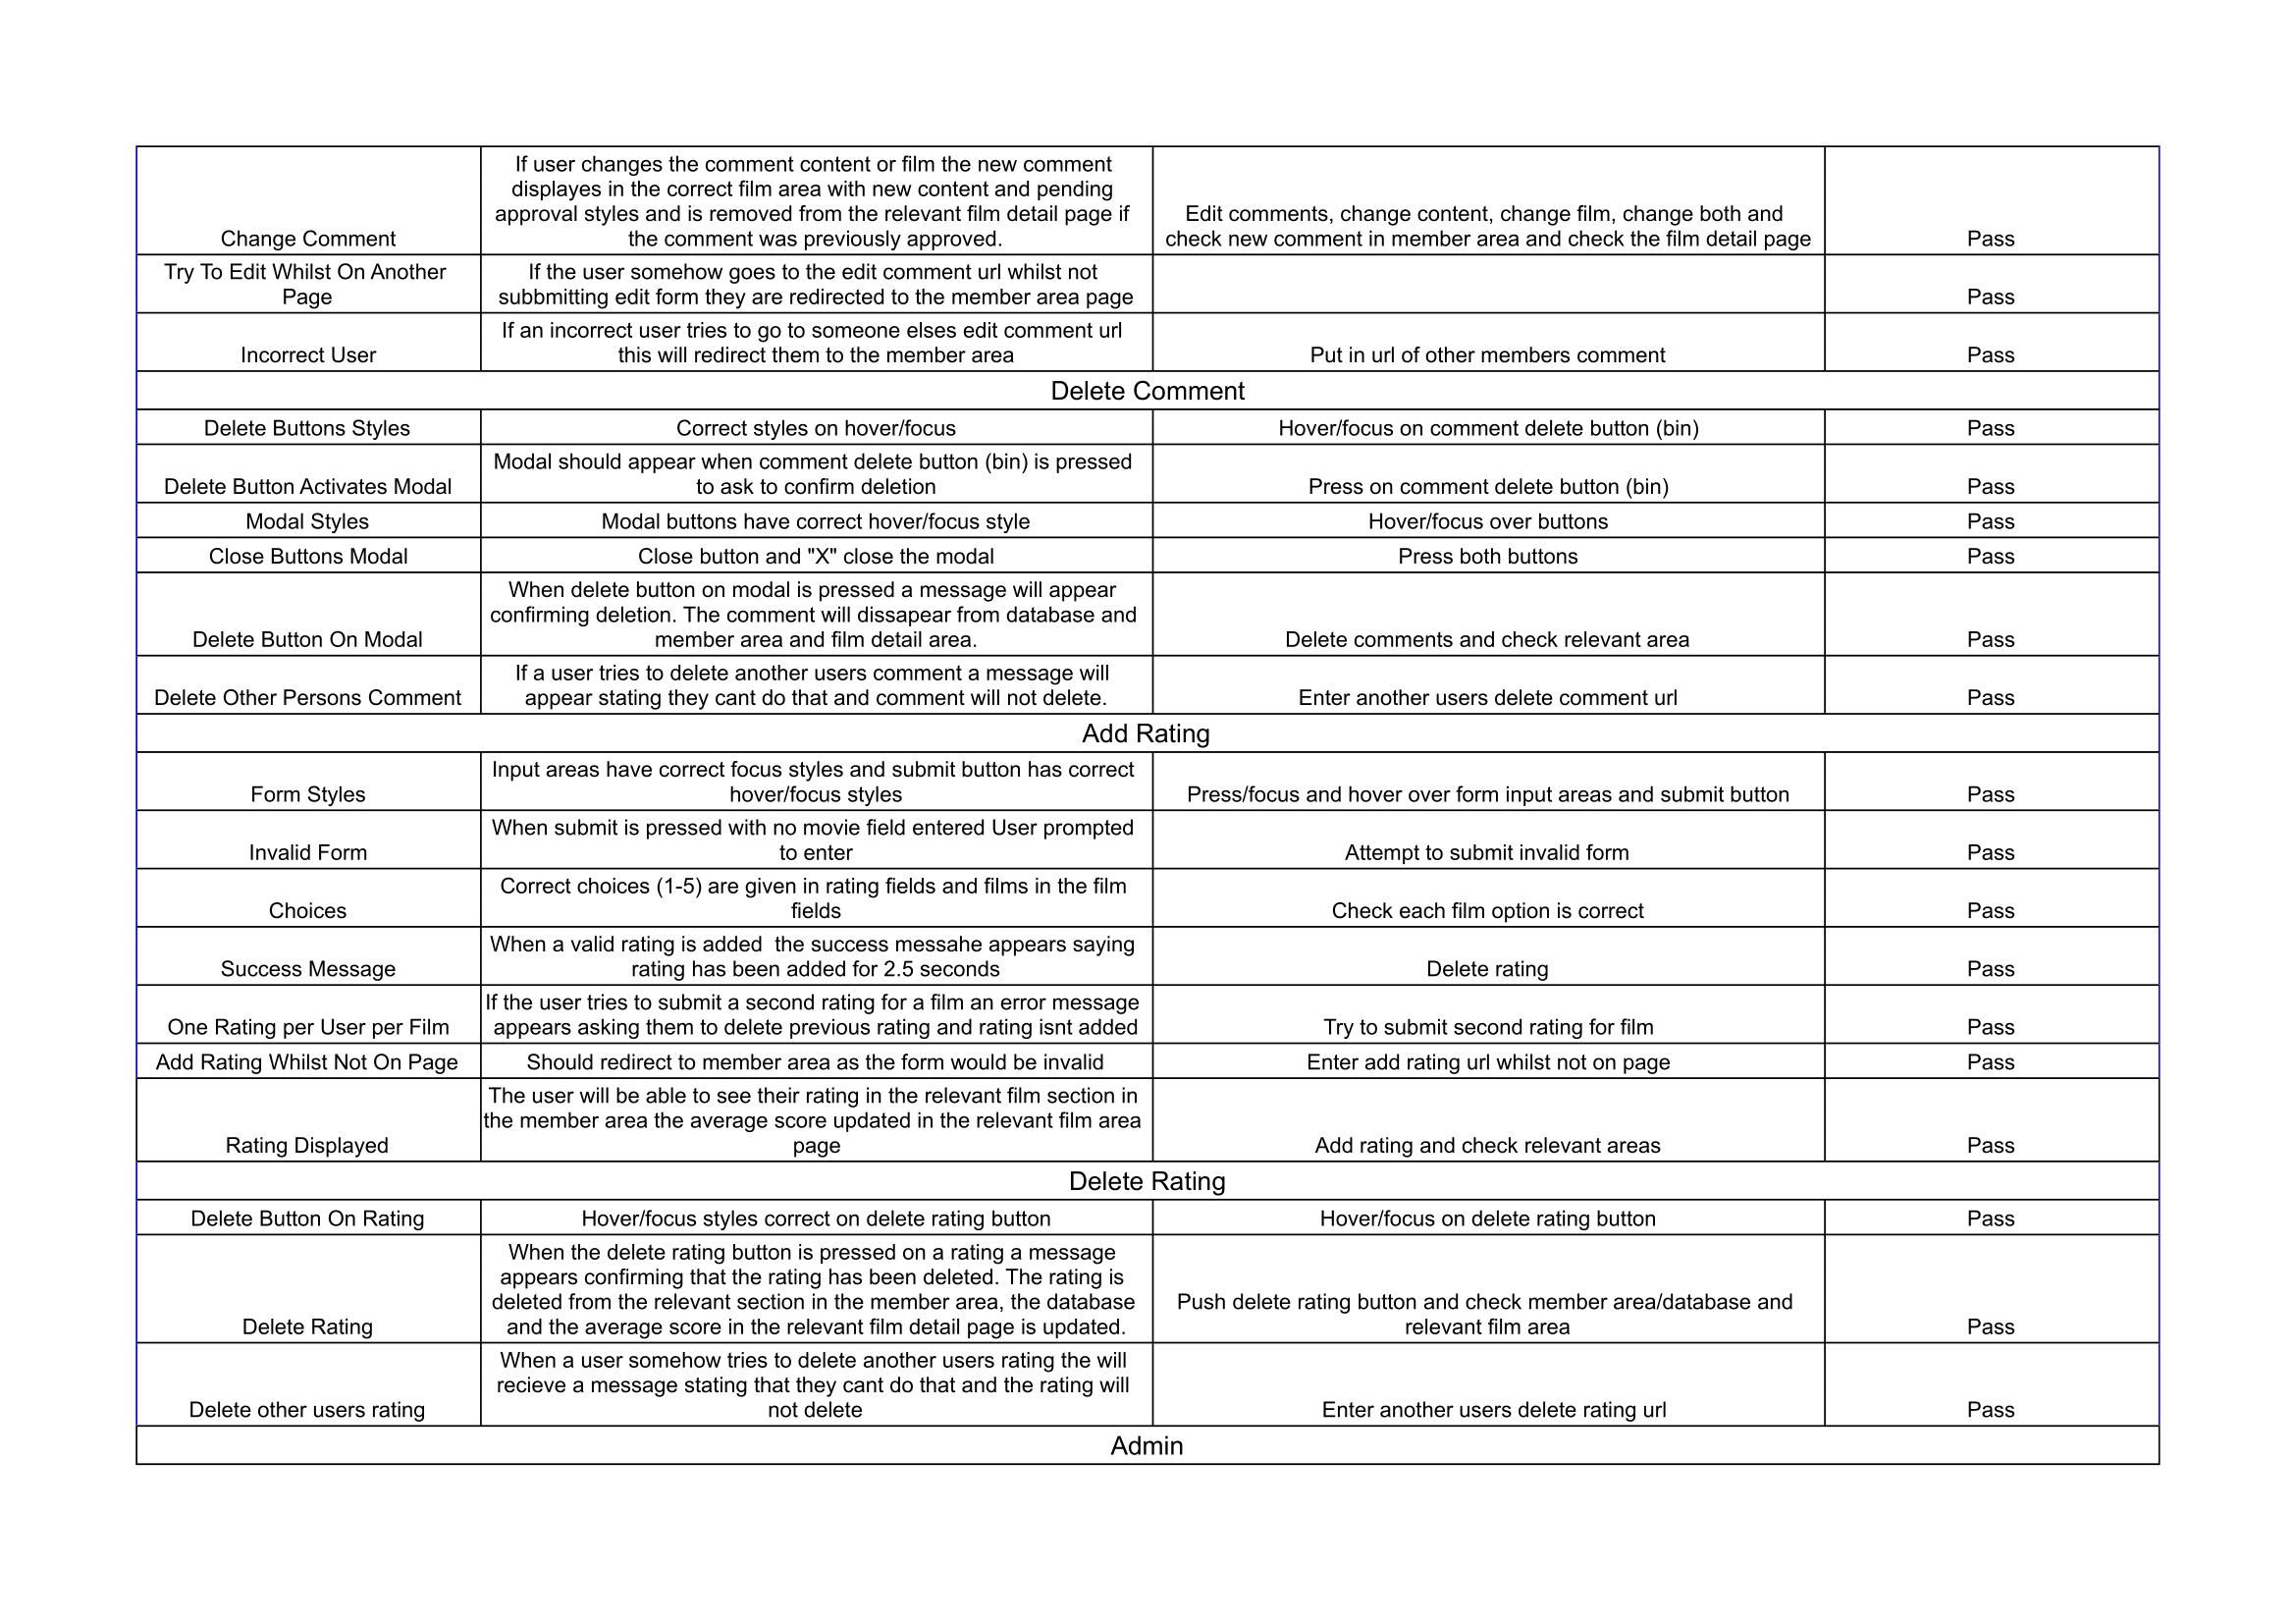 If user changes the comment content or film the new comment
displayes in the correct film area with new content and pending
approval styles and is removed from the relevant film detail page if
the comment was previously approved.
Change Comment
Edit comments, change content, change film, change both and
check new comment in member area and check the film detail page
Pass
Try To Edit Whilst On Another
Page
If the user somehow goes to the edit comment url whilst not
subbmitting edit form they are redirected to the member area page
Pass
Incorrect User
If an incorrect user tries to go to someone elses edit comment url
this will redirect them to the member area
Put in url of other members comment
Pass
Delete Comment
Delete Buttons Styles
Correct styles on hover/focus
Hover/focus on comment delete button (bin)
Pass
Delete Button Activates Modal
Modal should appear when comment delete button (bin) is pressed
to ask to confirm deletion
Press on comment delete button (bin)
Pass
Modal Styles
Modal buttons have correct hover/focus style
Hover/focus over buttons
Pass
Close Buttons Modal
Close button and "X" close the modal
Press both buttons
Pass
Delete Button On Modal
When delete button on modal is pressed a message will appear
confirming deletion. The comment will dissapear from database and
member area and film detail area.
Delete comments and check relevant area
Pass
Delete Other Persons Comment
If a user tries to delete another users comment a message will
appear stating they cant do that and comment will not delete.
Enter another users delete comment url
Pass
Add Rating
Form Styles
Input areas have correct focus styles and submit button has correct
hover/focus styles
Press/focus and hover over form input areas and submit button
Pass
Invalid Form
When submit is pressed with no movie field entered User prompted
to enter
Attempt to submit invalid form
Pass
Choices
Correct choices (1-5) are given in rating fields and films in the film
fields
Check each film option is correct
Pass
Success Message
When a valid rating is added  the success messahe appears saying
rating has been added for 2.5 seconds
Delete rating
Pass
One Rating per User per Film
If the user tries to submit a second rating for a film an error message
appears asking them to delete previous rating and rating isnt added
Try to submit second rating for film
Pass
Add Rating Whilst Not On Page
Should redirect to member area as the form would be invalid
Enter add rating url whilst not on page
Pass
Rating Displayed
The user will be able to see their rating in the relevant film section in
the member area the average score updated in the relevant film area
page
Add rating and check relevant areas
Pass
Delete Rating
Delete Button On Rating
Hover/focus styles correct on delete rating button
Hover/focus on delete rating button
Pass
Delete Rating
When the delete rating button is pressed on a rating a message
appears confirming that the rating has been deleted. The rating is
deleted from the relevant section in the member area, the database
and the average score in the relevant film detail page is updated.
Push delete rating button and check member area/database and
relevant film area
Pass
Delete other users rating
When a user somehow tries to delete another users rating the will
recieve a message stating that they cant do that and the rating will
not delete
Enter another users delete rating url
Pass
Admin